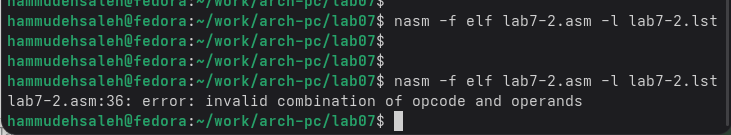 hammudehsaleh@fedora:~/work/arch-pc/lab07$ nasm -f elf lab7-2.asm -l lab7-2.lst
hammudehsaleh@fedora:~/work/arch-pc/lab07$
hammudehsaleh@fedora:~/work/arch-pc/lab07$
hammudehsaleh@fedora:~/work/arch-pc/lab07$ nasm -f elf lab7-2.asm -l lab7-2.lst
lab7-2.asm:36: error: invalid combination of opcode and operands
hammudehsaleh@fedora:~/work/arch-pc/lab07$